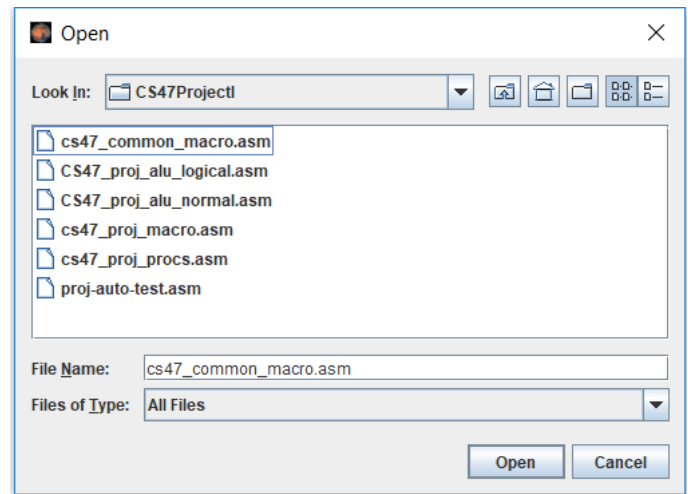 Open
Look In: CS47ProjectI
cs47_common_macro.asm
CS47_proj_alu_logical.asm
CS47_proj_alu_normal.asm
cs47_proj_macro.asm
cs47_proj_procs.asm
proj-auto-test.asm
File Name: cs47_common_macro.asm
Files of Type: All Files
Open Cancel